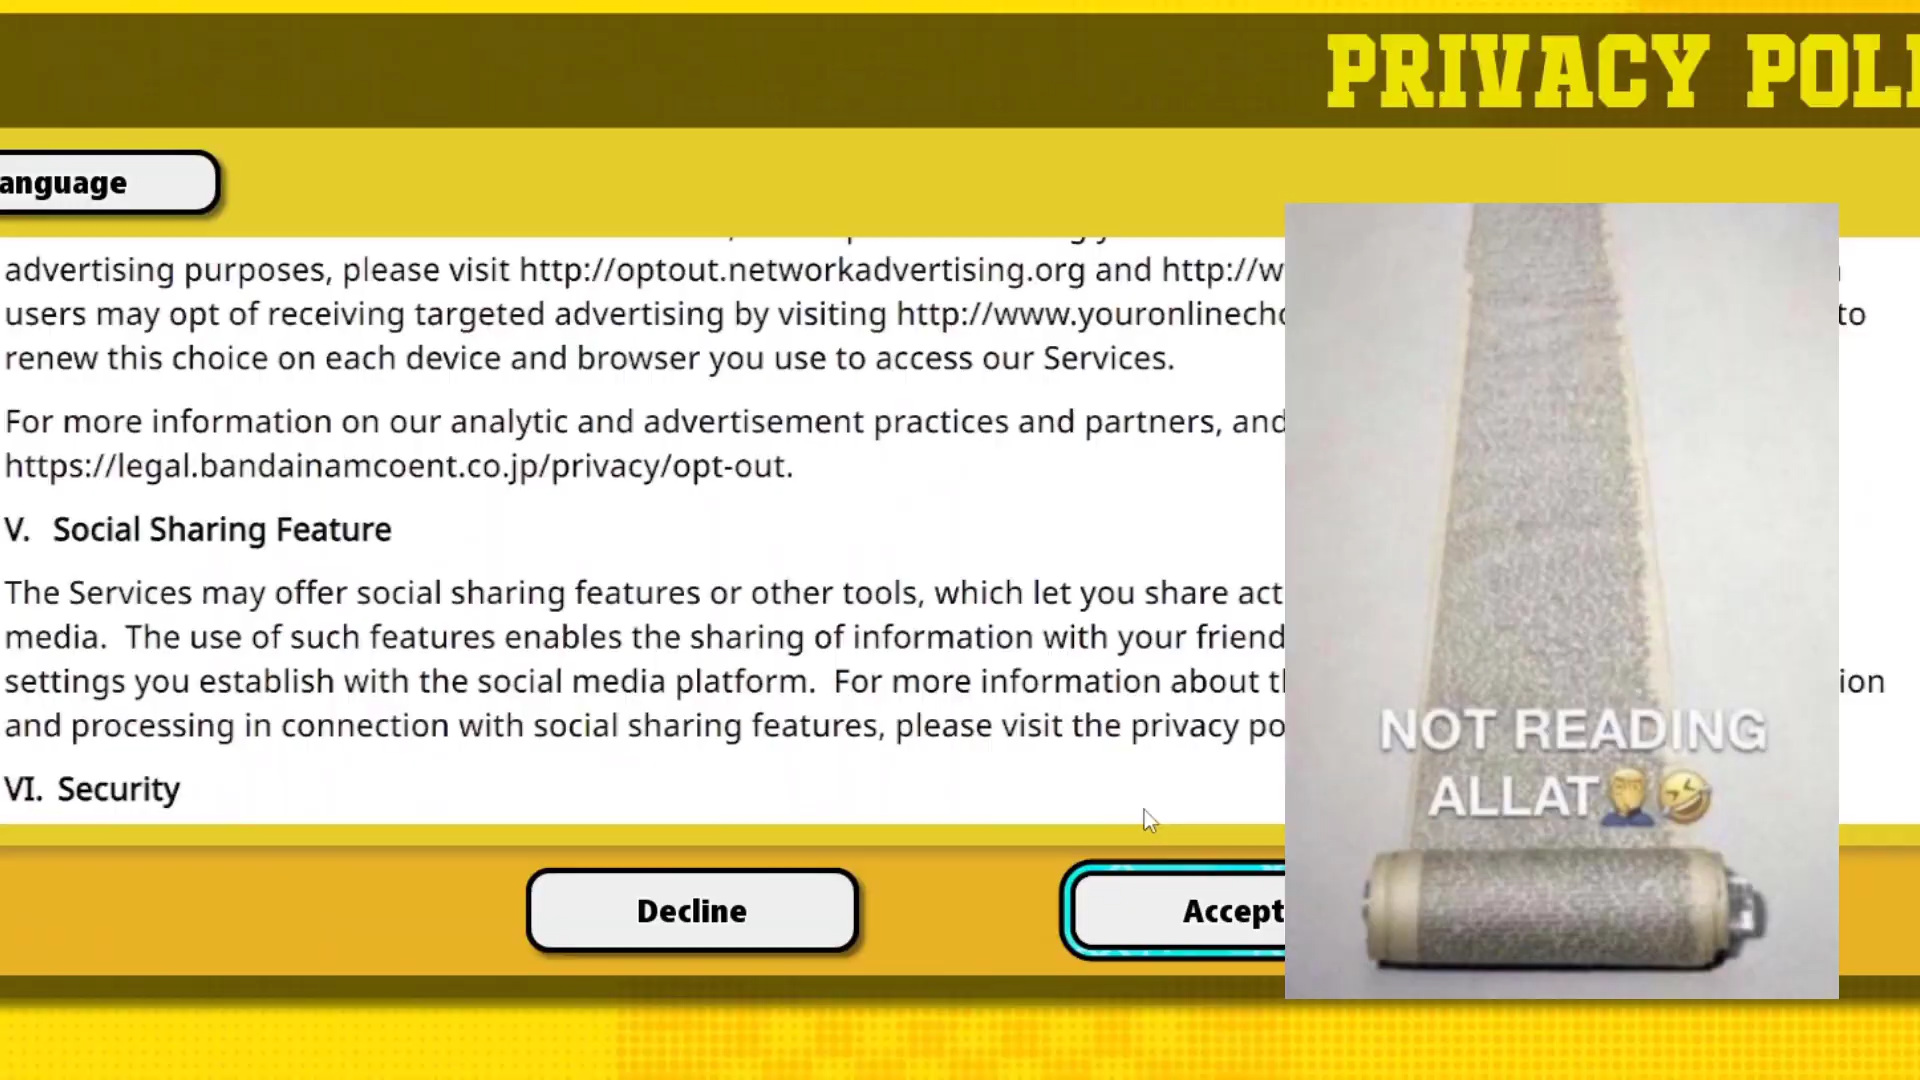 PRIVACY POLI
anguage
advertising purposes, please visit http://optout.networkadvertising.org and http://w
users may opt of receiving targeted advertising by visiting http://www.youronlinecho to
renew this choice on each device and browser you use to access our Services.
For more information on our analytic and advertisement practices and partners, and
https://legal.bandainamcoent.co.jp/privacy/opt-out.
V. Social Sharing Feature
The Services may offer social sharing features or other tools, which let you share act
media. The use of such features enables the sharing of information with your friend
settings you establish with the social media platform. For more information about tl ion
and processing in connection with social sharing features, please visit the privacy po
VI. Security
Decline
Accept
NOT READING
ALLAT🤦🤣